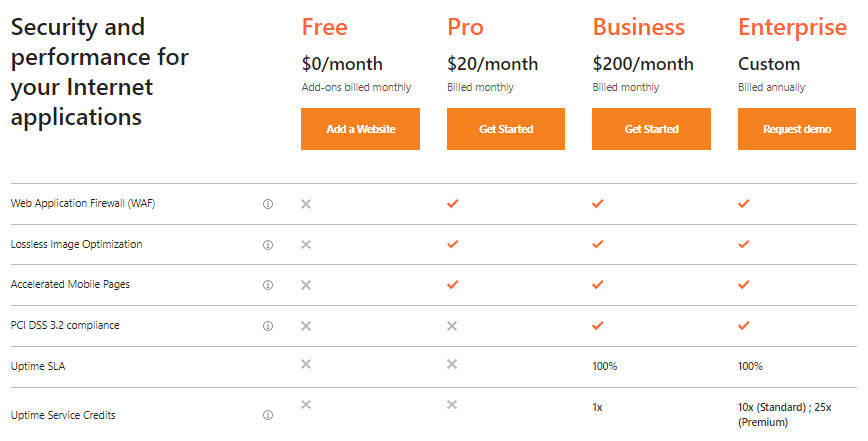 Security and
performance for
your Internet
applications
Free
$0/month
Add-ons billed monthly
Add a Website
Pro
$20/month
Billed monthly
Get Started
Business
$200/month
Billed monthly
Get Started
Enterprise
Custom
Billed annually
Request demo
Web Application Firewall (WAF)
Lossless Image Optimization
Accelerated Mobile Pages
PCI DSS 3.2 compliance
Uptime SLA
100%
100%
Uptime Service Credits
1x
10x (Standard) ; 25x
(Premium)